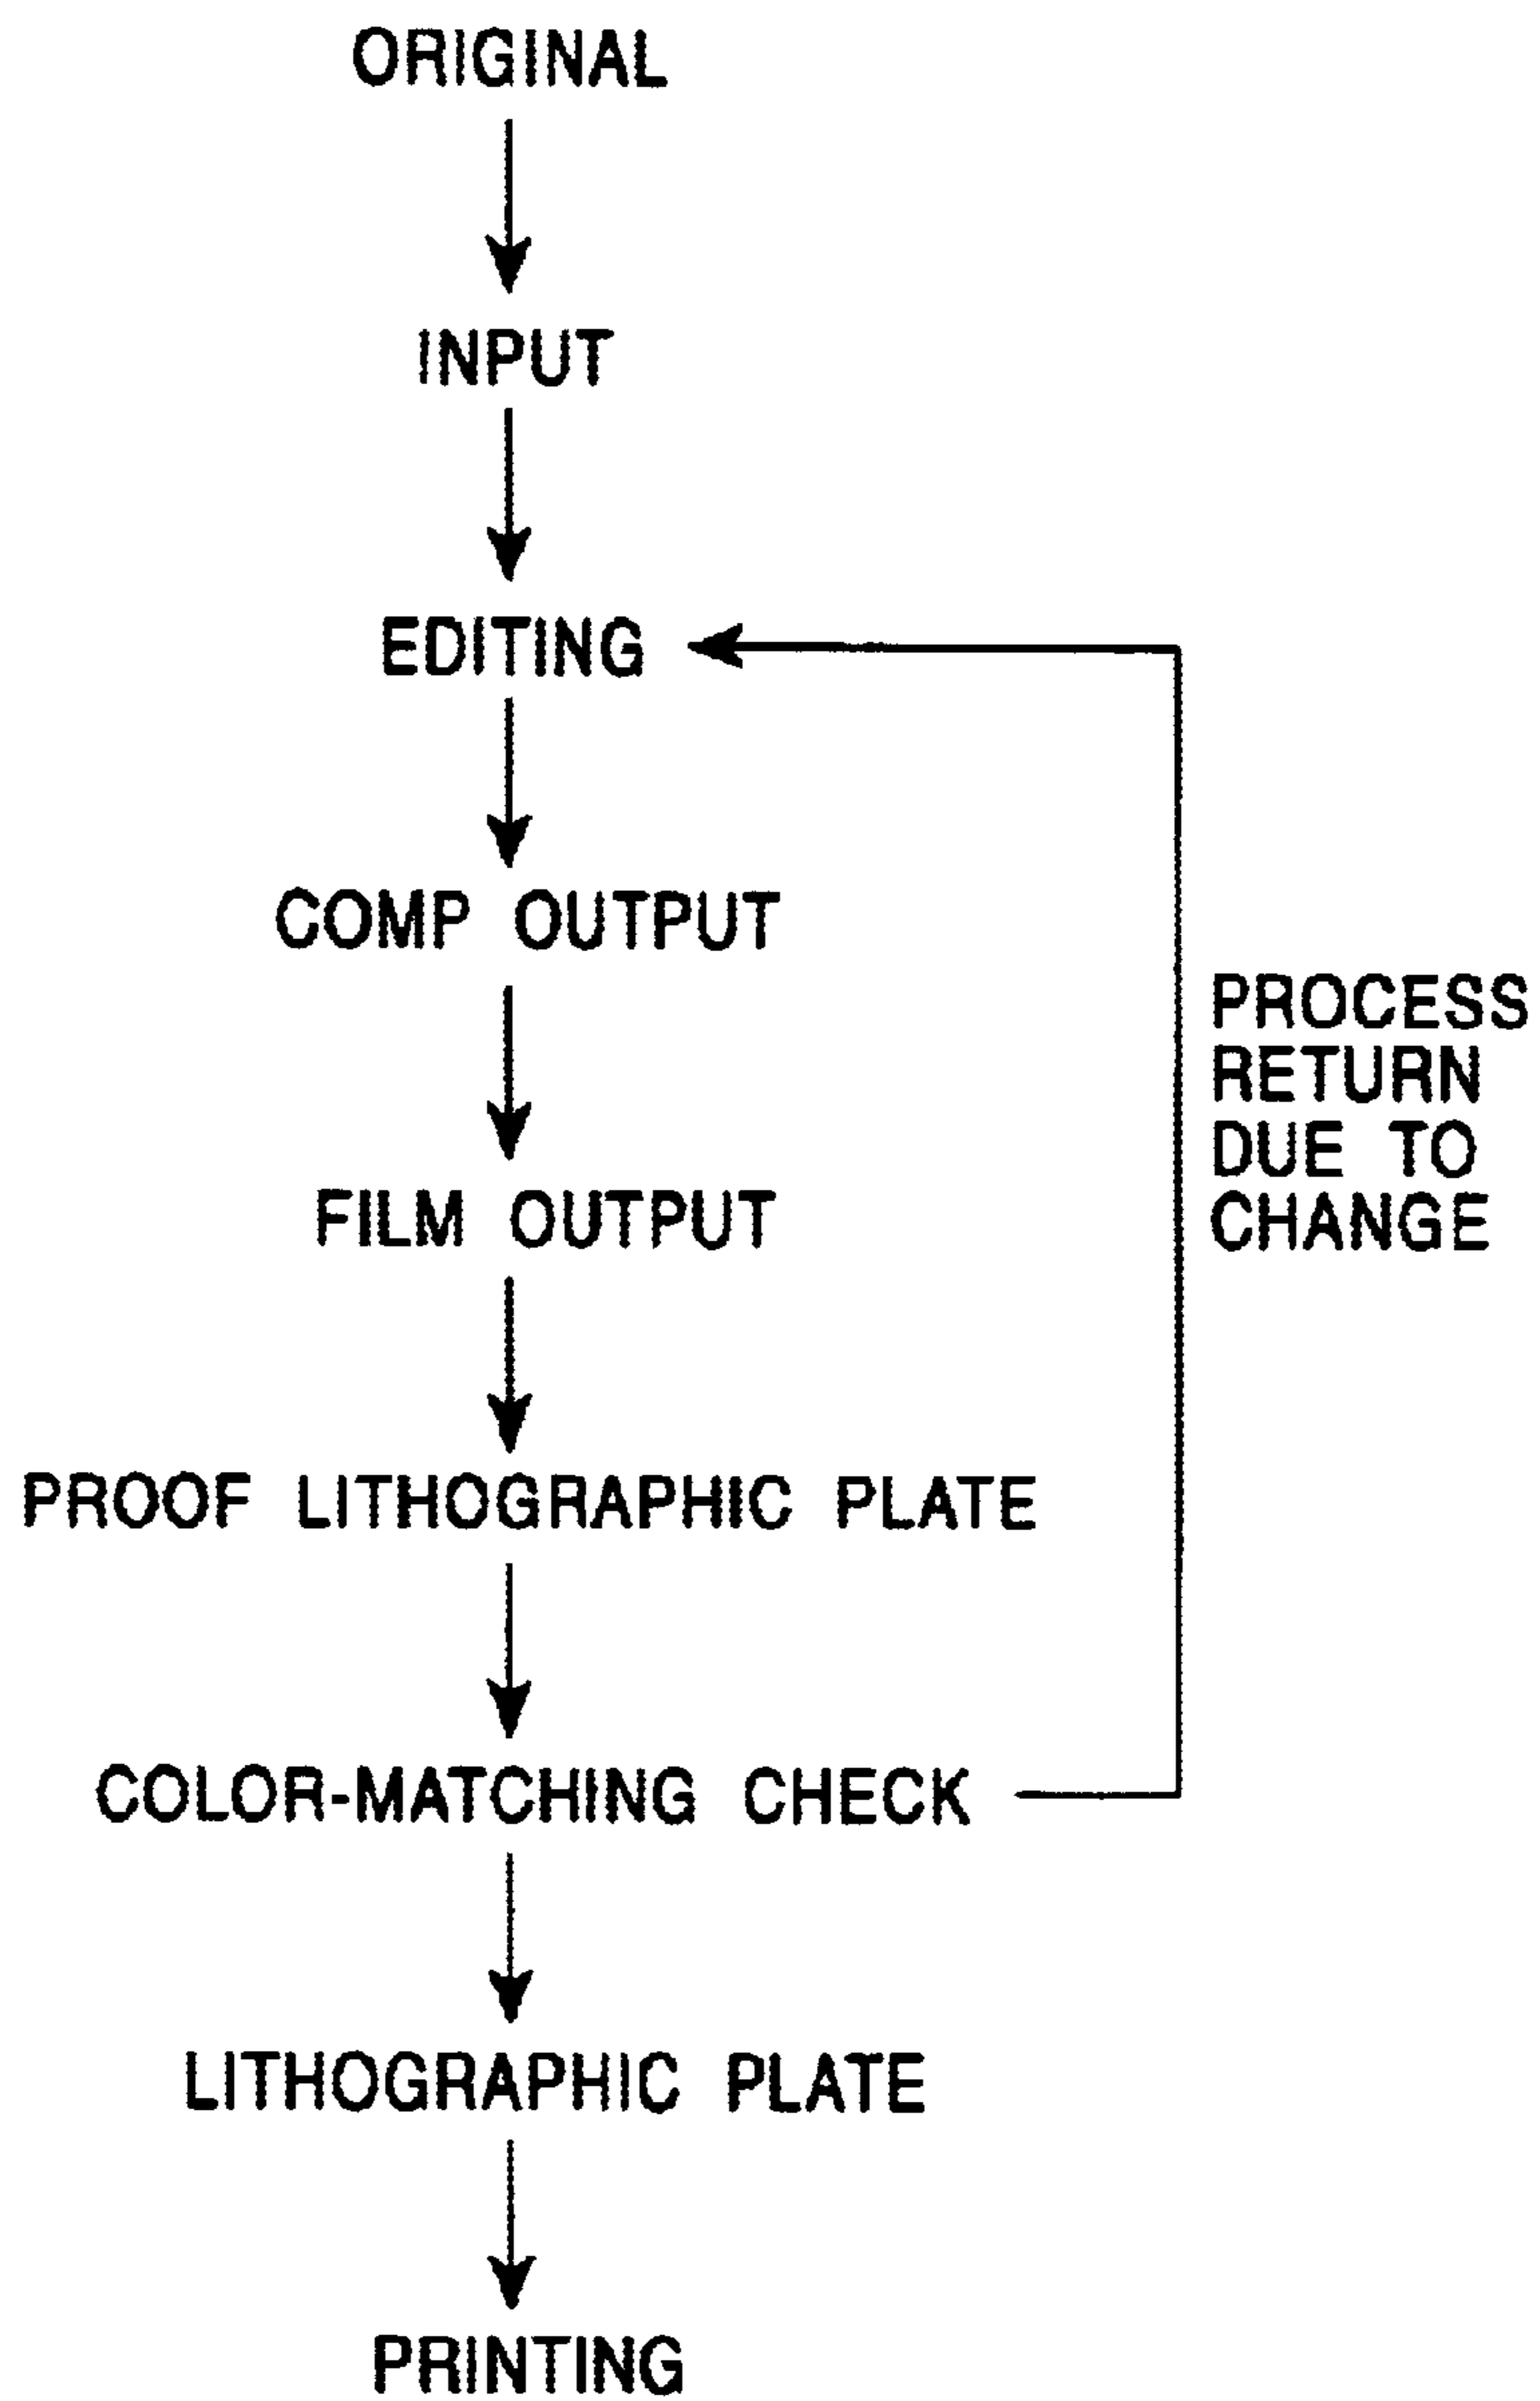 ORIGINAL
INPUT
EDITING
COMP OUTPUT
PROCESS
RETURN
DUE TO
CHANGE
FILM OUTPUT
PROOF LITHOGRAPHIC PLATE
COLOR-MATCHING CHECK
LITHOGRAPHIC PLATE
PRINTING